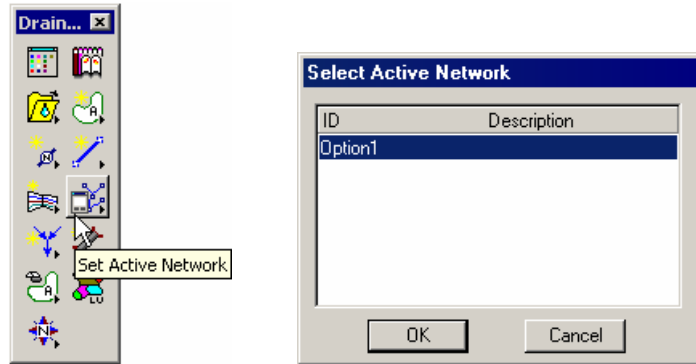 Drain...
Set Active Network
Select Active Network
ID Description
Option1
OK Cancel